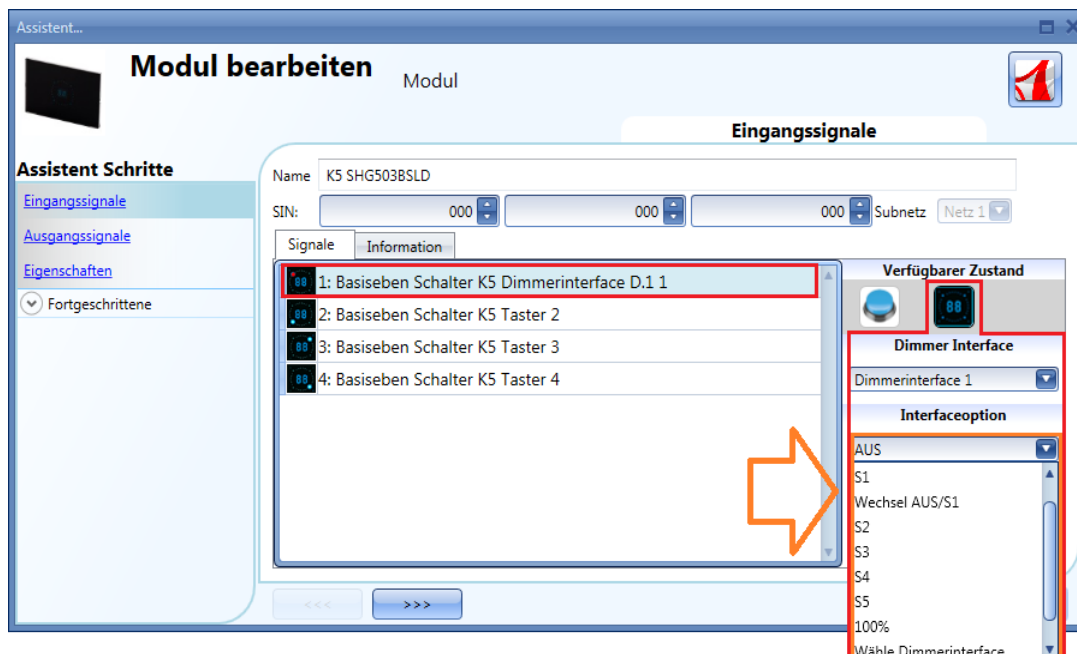 Assistent...
Modul bearbeiten
Modul
Eingangssignale
Assistent Schritte
Eingangssignale
Ausgangssignale
Eigenschaften
Fortgeschrittene
Name K5 SHG503BSLD
SIN: 000 000 000 Subnetz Netz 1
Signale Information
1: Basiseben Schalter K5 Dimmerinterface D.1 1
2: Basiseben Schalter K5 Taster 2
3: Basiseben Schalter K5 Taster 3
4: Basiseben Schalter K5 Taster 4
Verfügbarer Zustand
88
Dimmer Interface
Dimmerinterface 1
Interfaceoption
AUS
S1
Wechsel AUS/S1
S2
S3
S4
S5
100%
Wähle Dimmerinterface
<<< >>>